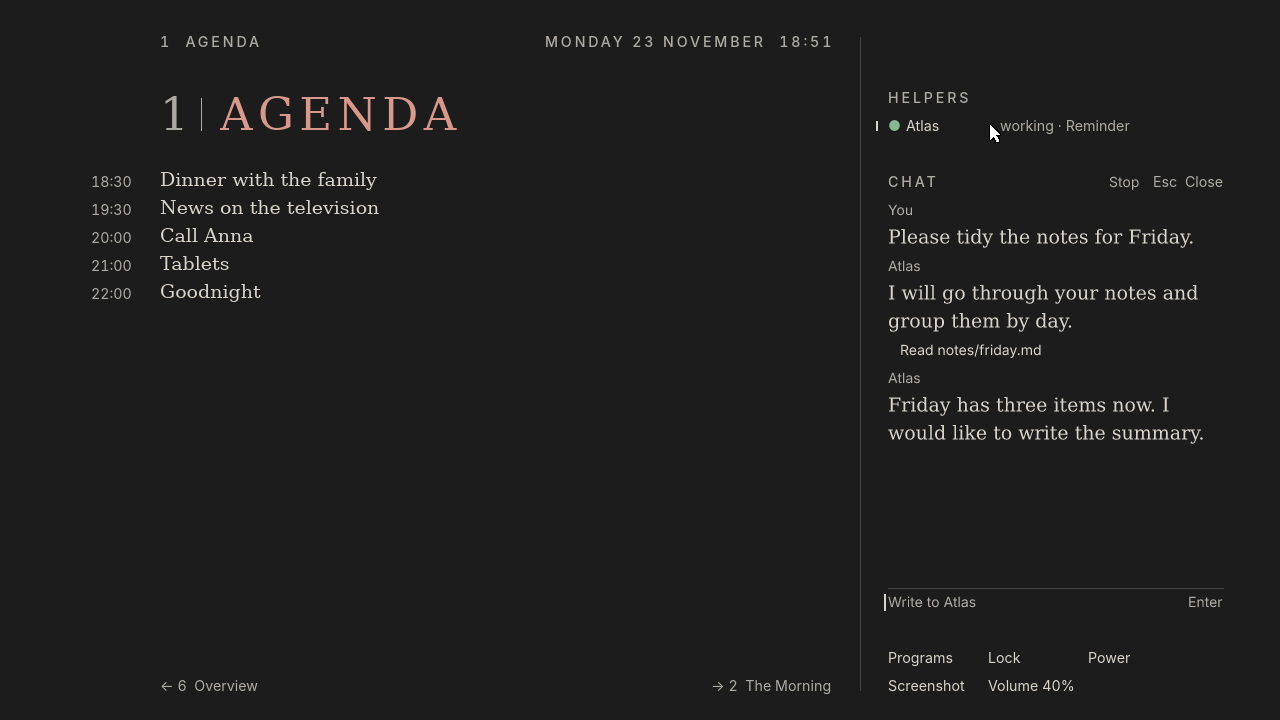 1 AGENDA
MONDAY 23 NOVEMBER 18:51
1 AGENDA
18:30 Dinner with the family
19:30 News on the television
20:00 Call Anna
21:00 Tablets
22:00 Goodnight
← 6 Overview
→ 2 The Morning
HELPERS
Atlas working · Reminder
CHAT Stop Esc Close
You
Please tidy the notes for Friday.
Atlas
I will go through your notes and
group them by day.
Read notes/friday.md
Atlas
Friday has three items now. I
would like to write the summary.
Write to Atlas Enter
Programs Lock Power
Screenshot Volume 40%